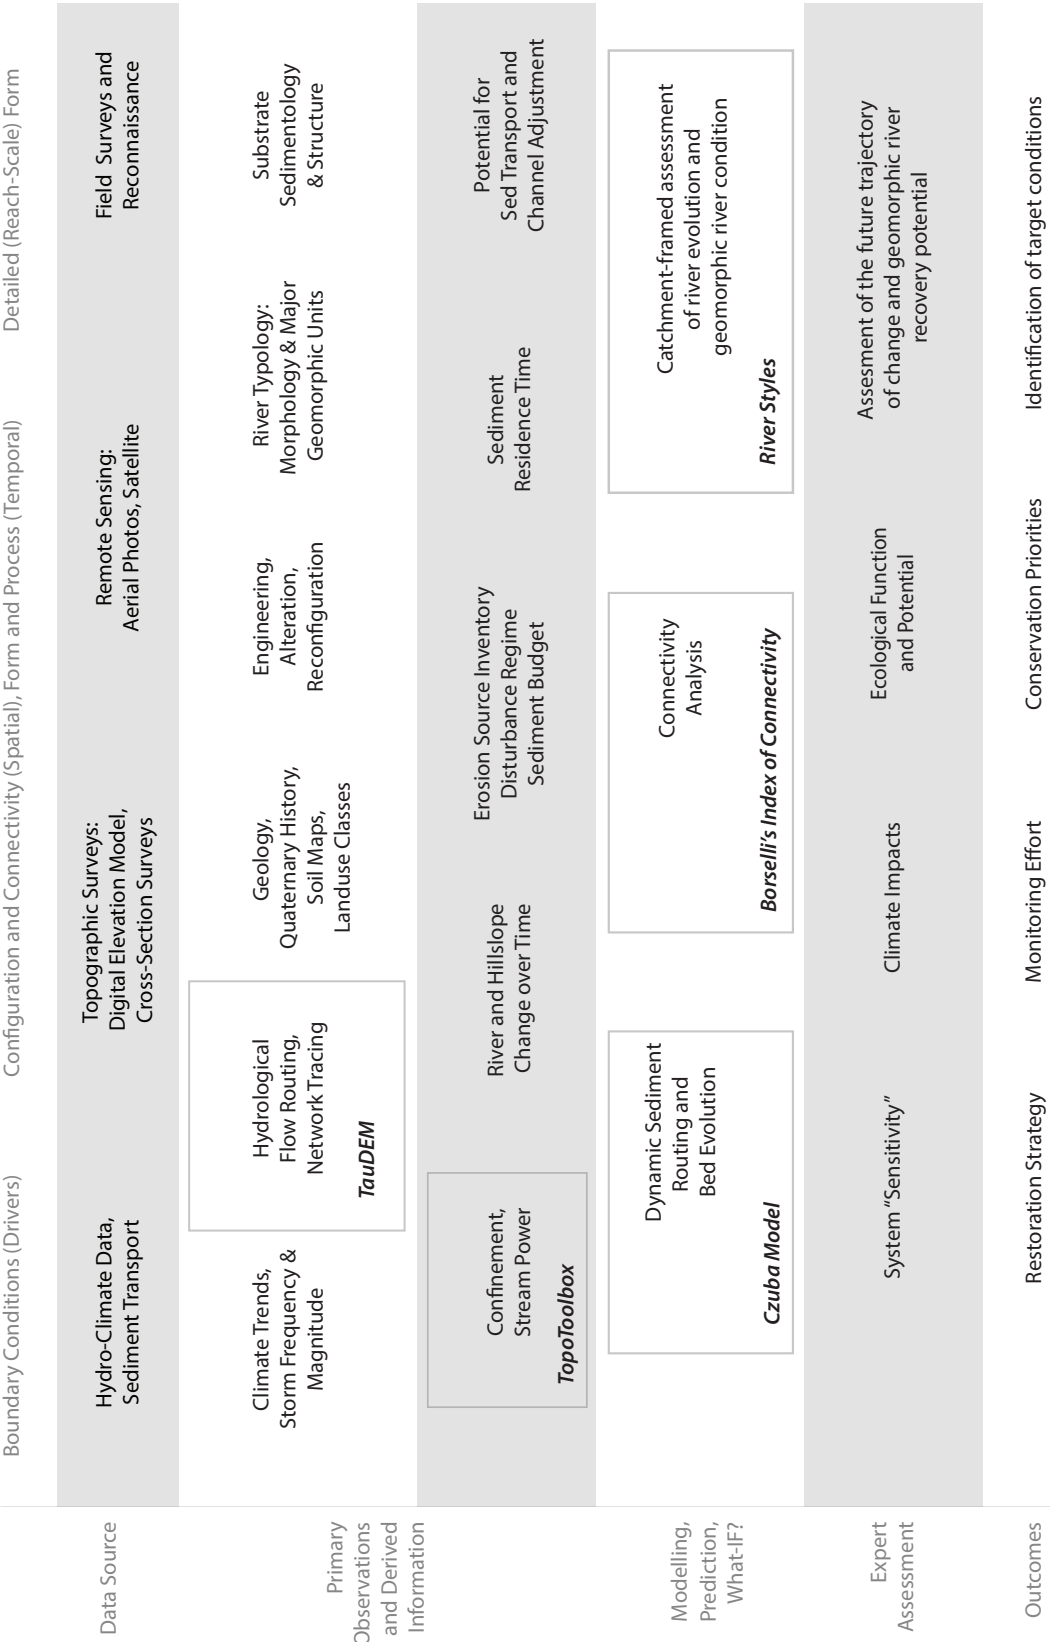 Boundary Conditions (Drivers)
Configuration and Connectivity (Spatial), Form and Process (Temporal)
Detailed (Reach-Scale) Form
Data Source
Hydro-Climate Data,
Sediment Transport
Topographic Surveys:
Digital Elevation Model,
Cross-Section Surveys
Remote Sensing:
Aerial Photos, Satellite
Field Surveys and
Reconnaissance
Primary
Observations
and Derived
Information
Climate Trends,
Storm Frequency &
Magnitude
Hydrological
Flow Routing,
Network Tracing
TauDEM
Geology,
Quaternary History,
Soil Maps,
Landuse Classes
Engineering,
Alteration,
Reconfiguration
River Typology:
Morphology & Major
Geomorphic Units
Substrate
Sedimentology
& Structure
Confinement,
Stream Power
TopoToolbox
River and Hillslope
Change over Time
Erosion Source Inventory
Disturbance Regime
Sediment Budget
Sediment
Residence Time
Potential for
Sed Transport and
Channel Adjustment
Modelling,
Prediction,
What-IF?
Dynamic Sediment
Routing and
Bed Evolution
Czuba Model
Connectivity
Analysis
Borselli's Index of Connectivity
Catchment-framed assessment
of river evolution and
geomorphic river condition
River Styles
Expert
Assessment
System “Sensitivity”
Climate Impacts
Ecological Function
and Potential
Assesment of the future trajectory
of change and geomorphic river
recovery potential
Outcomes
Restoration Strategy
Monitoring Effort
Conservation Priorities
Identification of target conditions